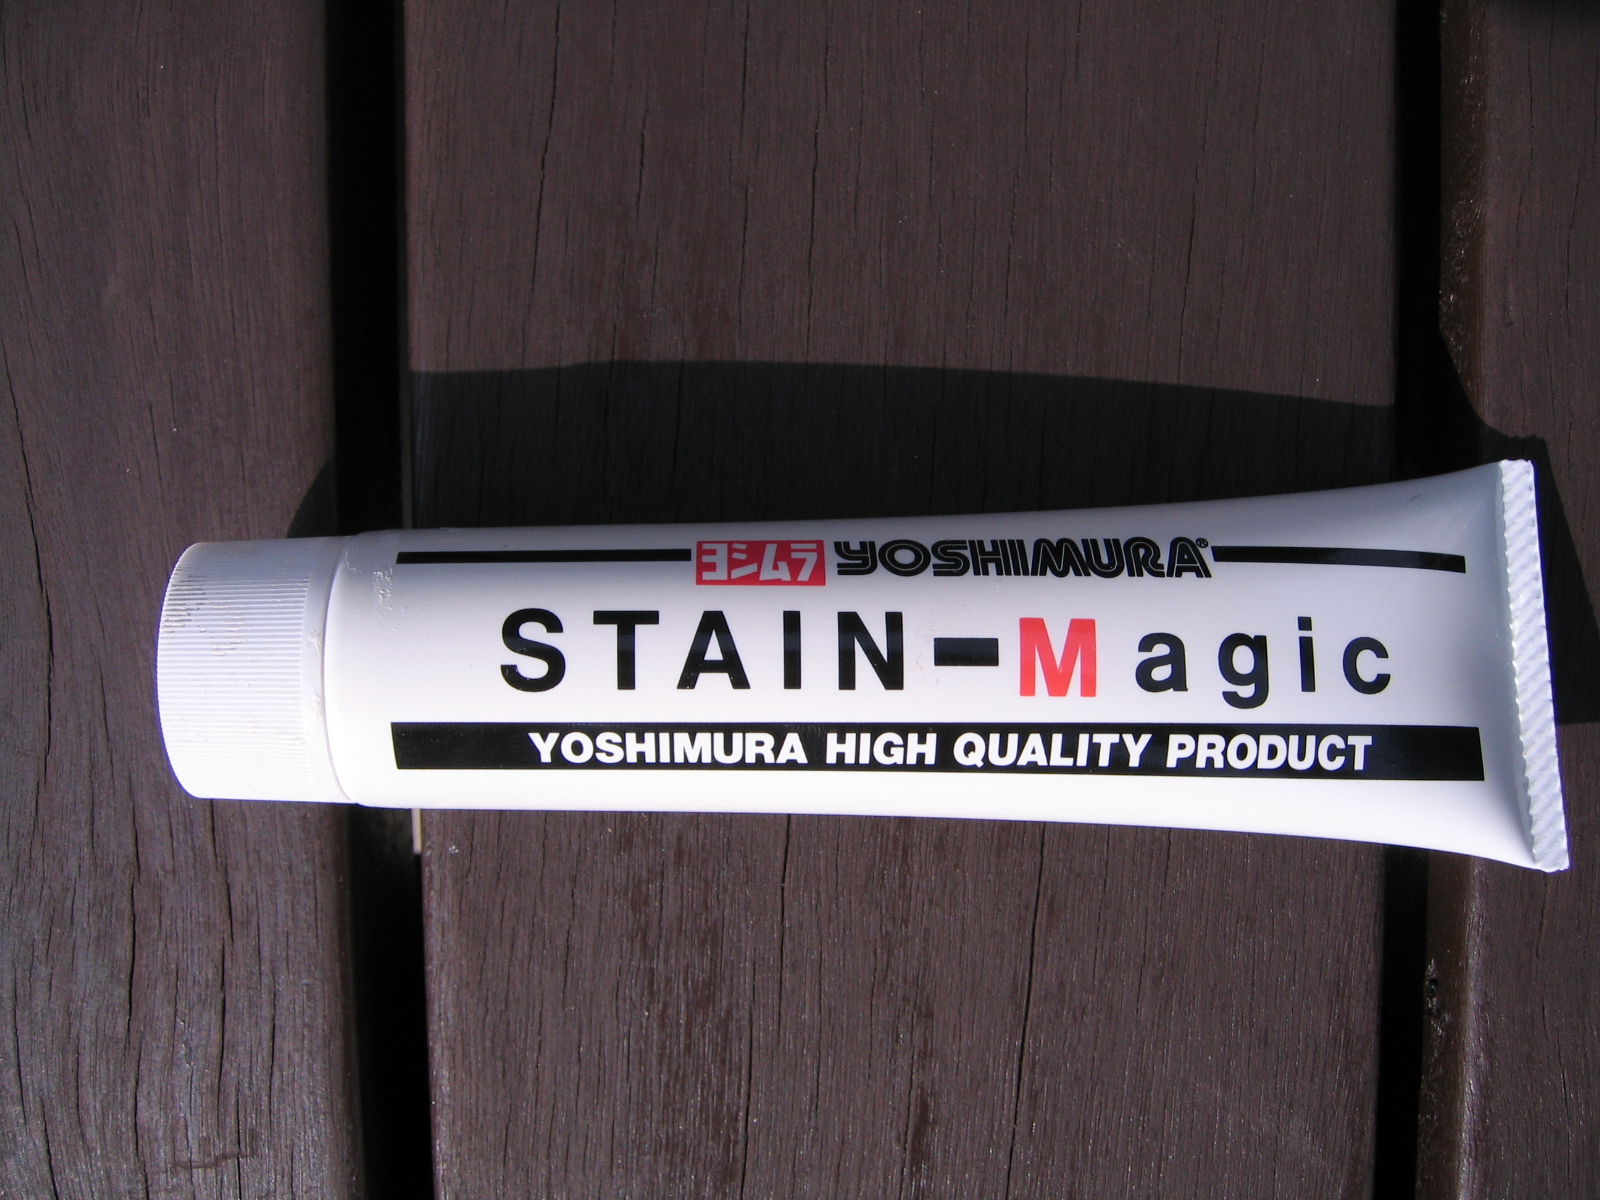 ヨシムラ YOSHIMURA®
STAIN-Magic
YOSHIMURA HIGH QUALITY PRODUCT